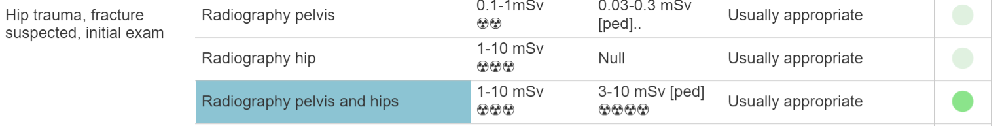 Hip trauma, fracture
suspected, initial exam
Radiography pelvis
0.1-1mSv
☢☢
0.03-0.3 mSv
[ped]..
Usually appropriate
Radiography hip
1-10 mSv
☢☢☢
Null
Usually appropriate
Radiography pelvis and hips
1-10 mSv
☢☢☢
3-10 mSv [ped]
☢☢☢☢
Usually appropriate